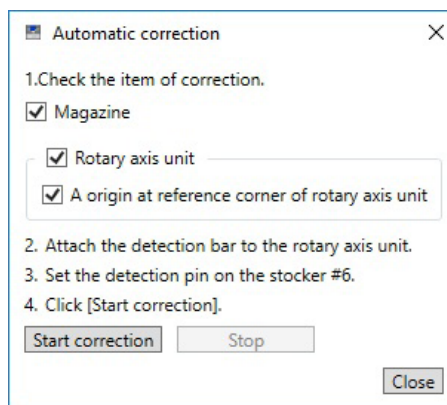 Automatic correction
1.Check the item of correction.
Magazine
Rotary axis unit
A origin at reference corner of rotary axis unit
2. Attach the detection bar to the rotary axis unit.
3. Set the detection pin on the stocker #6.
4. Click [Start correction].
Start correction Stop
Close